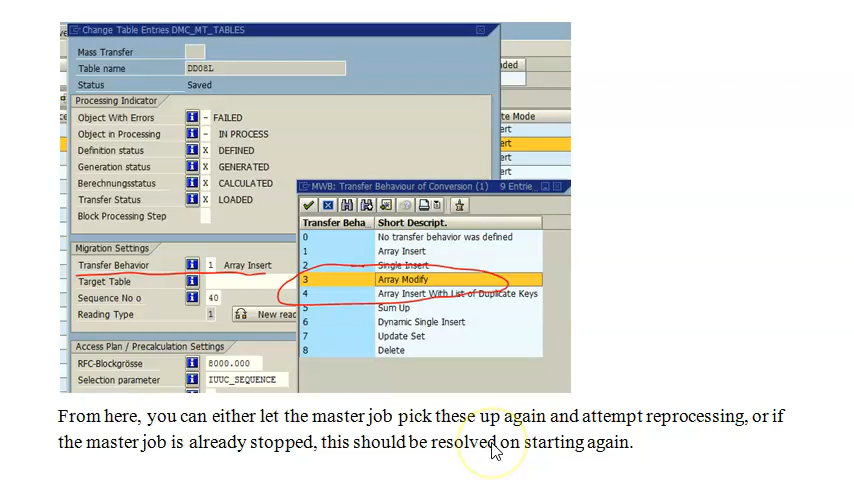 Change Table Entries DMC_MT_TABLES
Mass Transfer
Table name DD08L
Status Saved
Processing Indicator
Object With Errors – FAILED
Object in Processing – IN PROCESS
Definition status X DEFINED
Generation status X GENERATED
Berechnungsstatus X CALCULATED
Transfer Status X LOADED
Block Processing Step
Migration Settings
Transfer Behavior 1 Array Insert
Target Table
Sequence No o 40
Reading Type 1 New read
Access Plan / Precalculation Settings
RFC-Blockgrösse 8000.000
Selection parameter IUUC_SEQUENCE
MWB: Transfer Behaviour of Conversion (1) 9 Entrie
Transfer Beha Short Descript.
0 No transfer behavior was defined
1 Array Insert
2 Single Insert
3 Array Modify
4 Array Insert With List of Duplicate Keys
5 Sum Up
6 Dynamic Single Insert
7 Update Set
8 Delete
From here, you can either let the master job pick these up again and attempt reprocessing, or if
the master job is already stopped, this should be resolved on starting again.